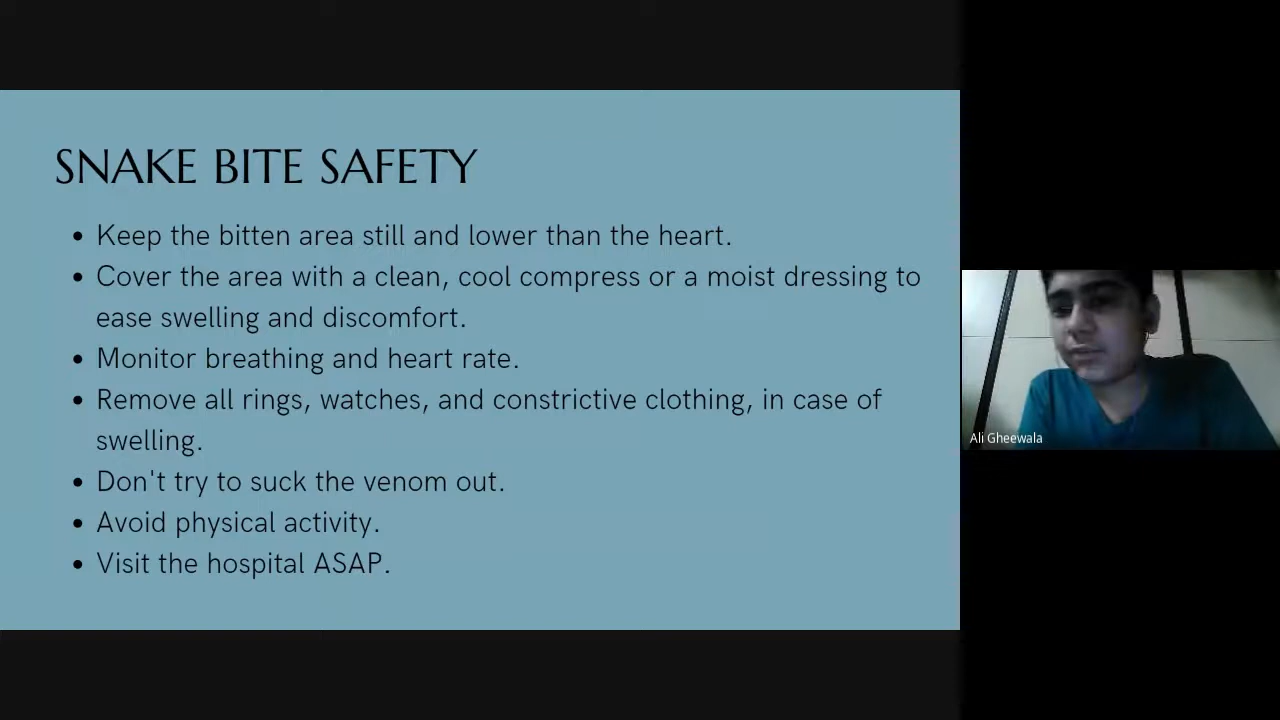 SNAKE BITE SAFETY
• Keep the bitten area still and lower than the heart.
• Cover the area with a clean, cool compress or a moist dressing to
ease swelling and discomfort.
• Monitor breathing and heart rate.
• Remove all rings, watches, and constrictive clothing, in case of
swelling.
• Don't try to suck the venom out.
• Avoid physical activity.
• Visit the hospital ASAP.
Ali Gheewala